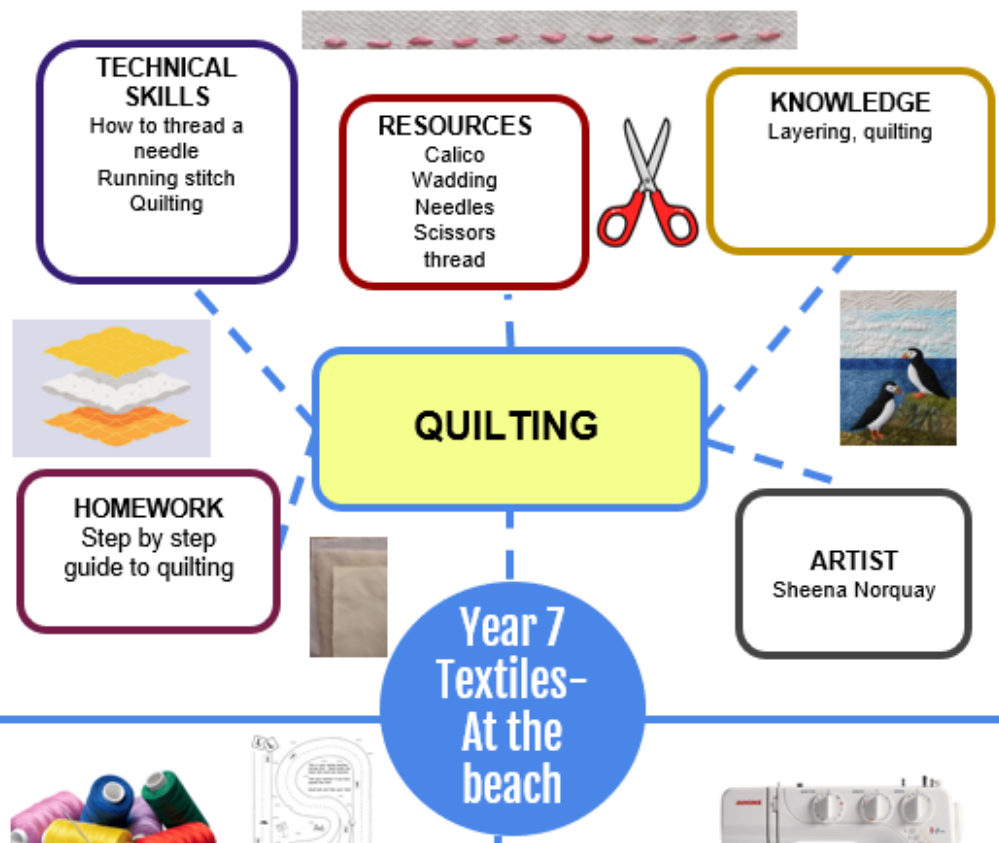 TECHNICAL
SKILLS
How to thread a
needle
Running stitch
Quilting
RESOURCES
Calico
Wadding
Needles
Scissors
thread
KNOWLEDGE
Layering, quilting
QUILTING
HOMEWORK
Step by step
guide to quilting
ARTIST
Sheena Norquay
Year 7
Textiles-
At the
beach
JANOME